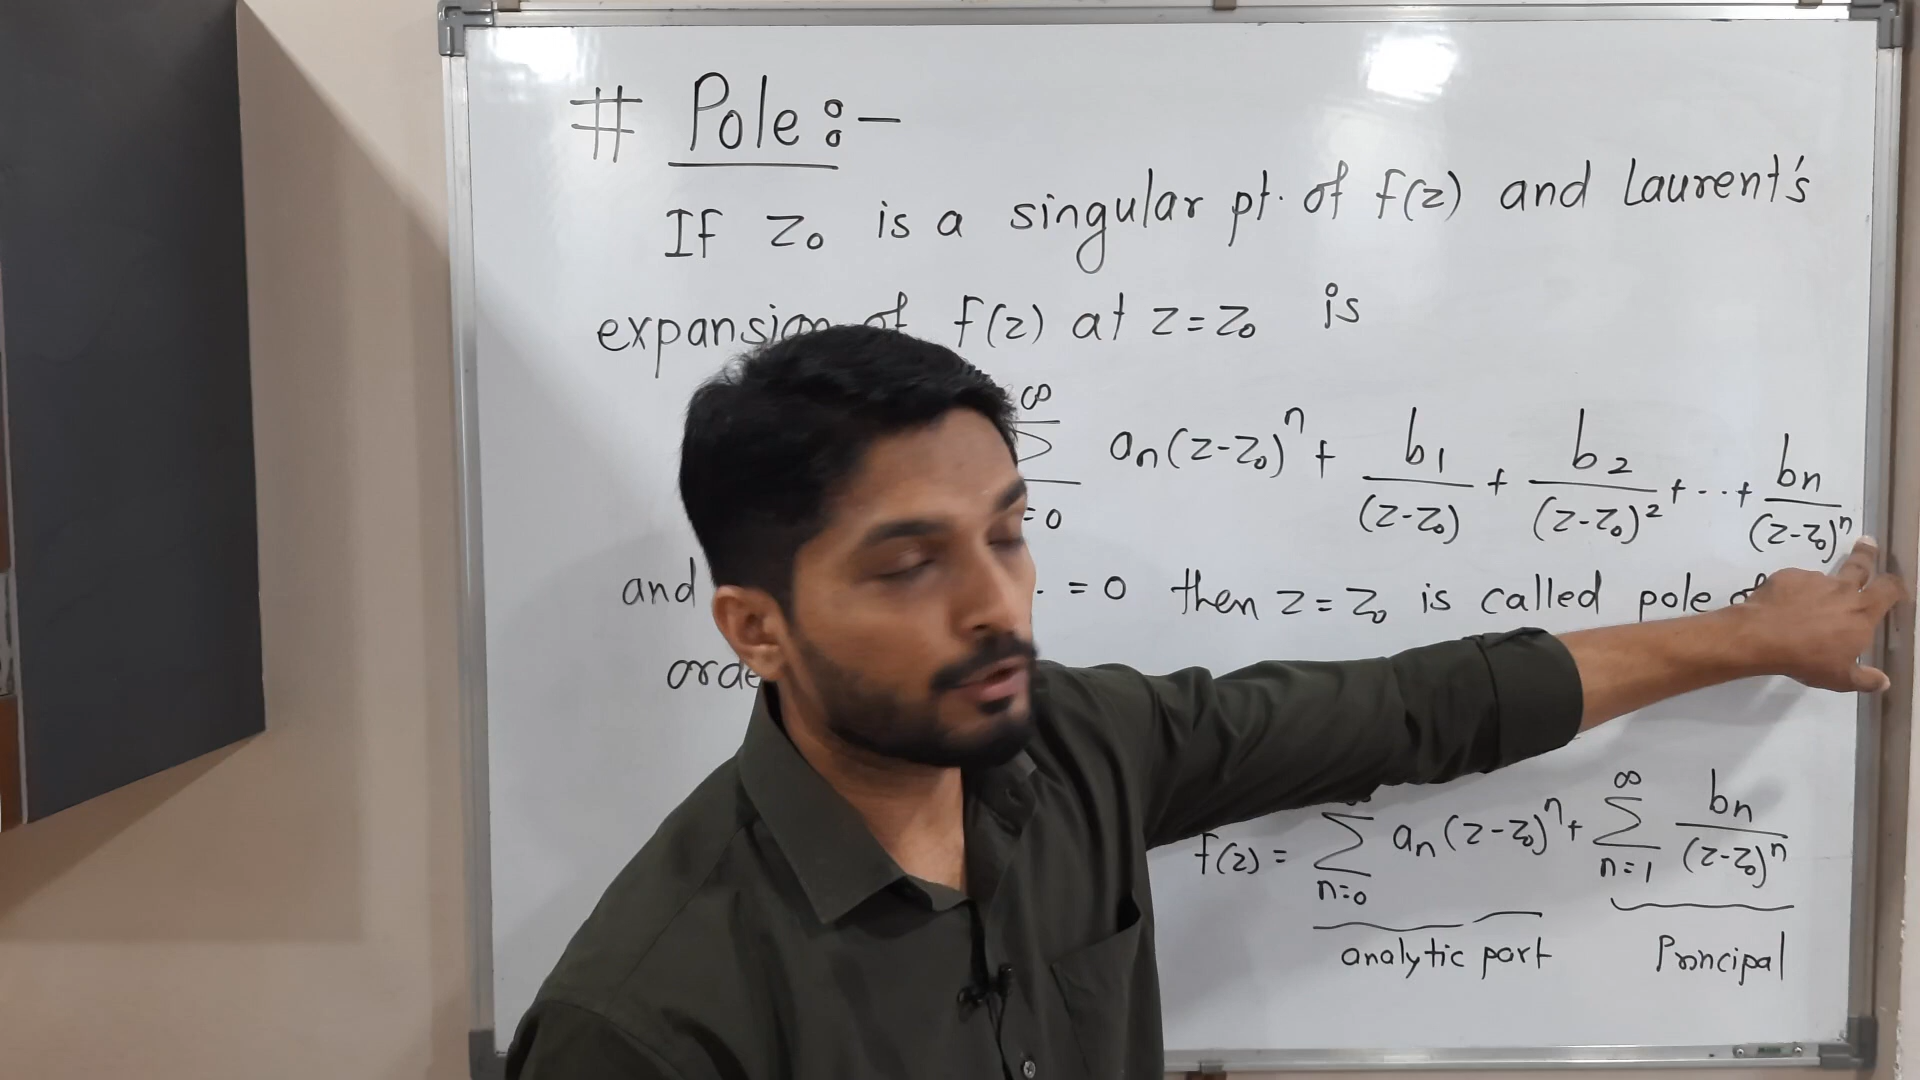 # Pole :-
If z₀ is a singular pt. of f(z) and Laurent's
expansion of f(z) at z=z₀ is
∞ Σ =0 aₙ(z-z₀)ⁿ + b₁/(z-z₀) + b₂/(z-z₀)² + ... + bₙ/(z-z₀)ⁿ
and . = 0 then z=z₀ is called pole of
f(z) = Σ n=0 aₙ(z-z₀)ⁿ + ∞ Σ n=1 bₙ/(z-z₀)ⁿ
analytic part Principal